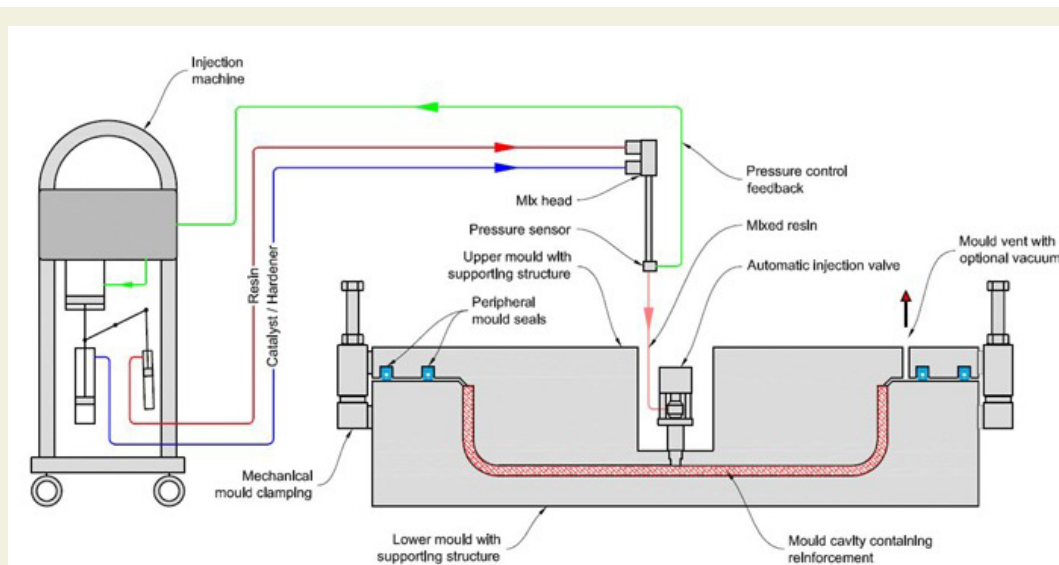 Injection
machine
Resin
Catalyst / Hardener
Mix head
Pressure sensor
Upper mould with
supporting structure
Peripheral
mould seals
Pressure control
feedback
Mixed resin
Automatic injection valve
Mould vent with
optional vacuum
Mechanical
mould clamping
Lower mould with
supporting structure
Mould cavity containing
reinforcement